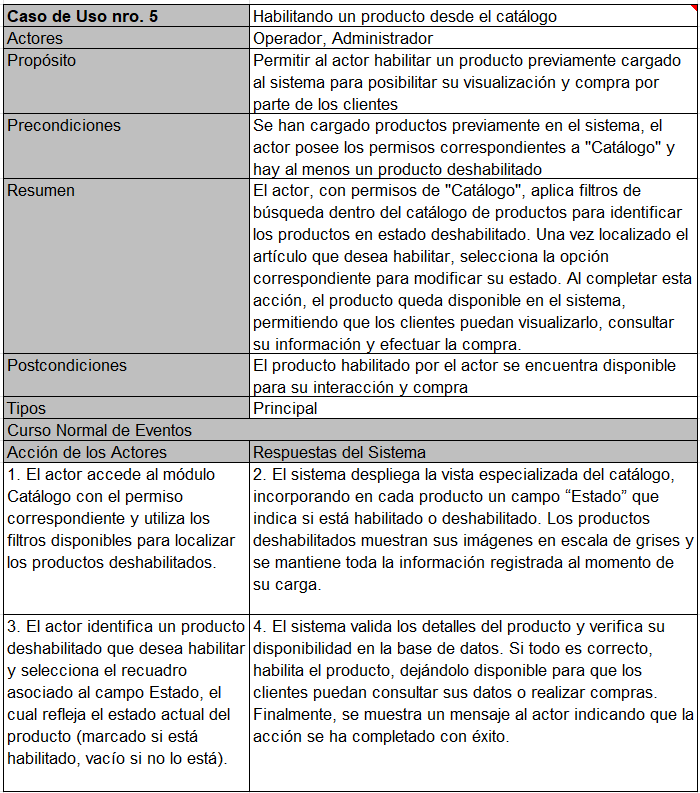 Caso de Uso nro. 5
Habilitando un producto desde el catálogo
Actores
Operador, Administrador
Propósito
Permitir al actor habilitar un producto previamente cargado
al sistema para posibilitar su visualización y compra por
parte de los clientes
Precondiciones
Se han cargado productos previamente en el sistema, el
actor posee los permisos correspondientes a "Catálogo" y
hay al menos un producto deshabilitado
Resumen
El actor, con permisos de "Catálogo", aplica filtros de
búsqueda dentro del catálogo de productos para identificar
los productos en estado deshabilitado. Una vez localizado el
artículo que desea habilitar, selecciona la opción
correspondiente para modificar su estado. Al completar esta
acción, el producto queda disponible en el sistema,
permitiendo que los clientes puedan visualizarlo, consultar
su información y efectuar la compra.
Postcondiciones
El producto habilitado por el actor se encuentra disponible
para su interacción y compra
Tipos
Principal
Curso Normal de Eventos
Acción de los Actores
Respuestas del Sistema
1. El actor accede al módulo
Catálogo con el permiso
correspondiente y utiliza los
filtros disponibles para localizar
los productos deshabilitados.
2. El sistema despliega la vista especializada del catálogo,
incorporando en cada producto un campo “Estado” que
indica si está habilitado o deshabilitado. Los productos
deshabilitados muestran sus imágenes en escala de grises y
se mantiene toda la información registrada al momento de
su carga.
3. El actor identifica un producto
deshabilitado que desea habilitar
y selecciona el recuadro
asociado al campo Estado, el
cual refleja el estado actual del
producto (marcado si está
habilitado, vacío si no lo está).
4. El sistema valida los detalles del producto y verifica su
disponibilidad en la base de datos. Si todo es correcto,
habilita el producto, dejándolo disponible para que los
clientes puedan consultar sus datos o realizar compras.
Finalmente, se muestra un mensaje al actor indicando que la
acción se ha completado con éxito.